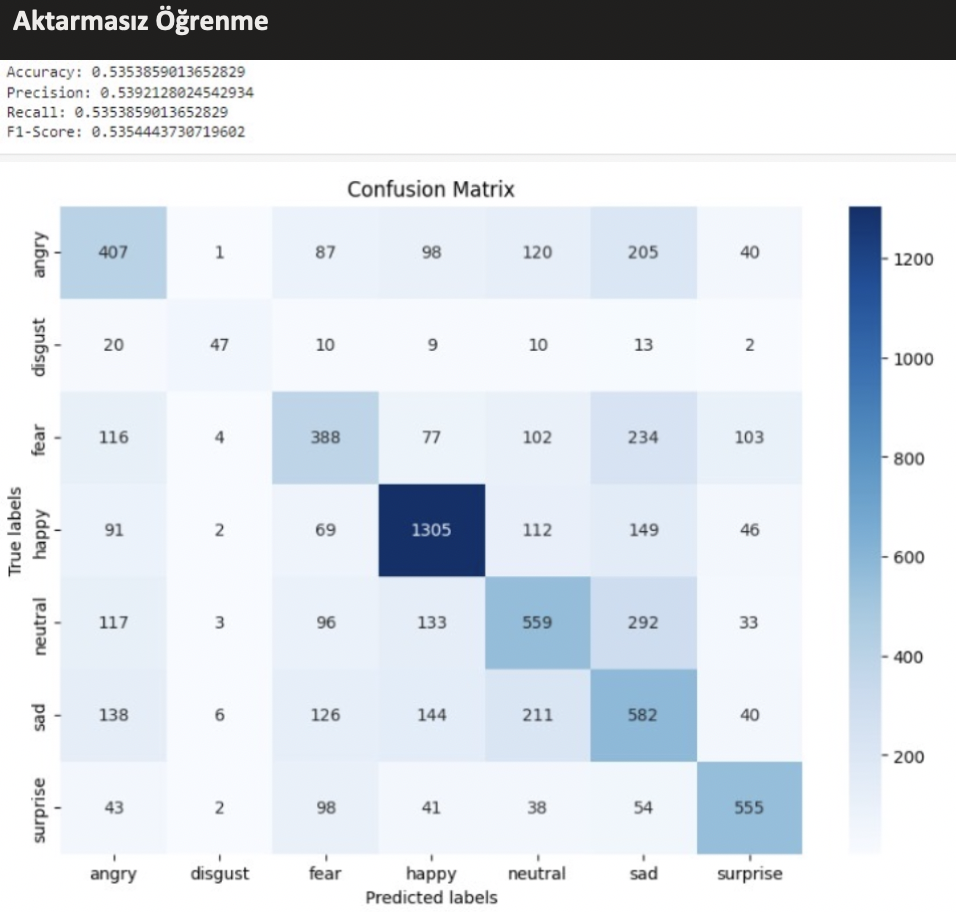 Aktarmasız Öğrenme
Accuracy: 0.5353859013652829
Precision: 0.5392128024542934
Recall: 0.5353859013652829
F1-Score: 0.5354443730719602
Confusion Matrix
True labels
angry 407 1 87 98 120 205 40
disgust 20 47 10 9 10 13 2
fear 116 4 388 77 102 234 103
happy 91 2 69 1305 112 149 46
neutral 117 3 96 133 559 292 33
sad 138 6 126 144 211 582 40
surprise 43 2 98 41 38 54 555
angry disgust fear happy neutral sad surprise
Predicted labels
1200
1000
800
600
400
200